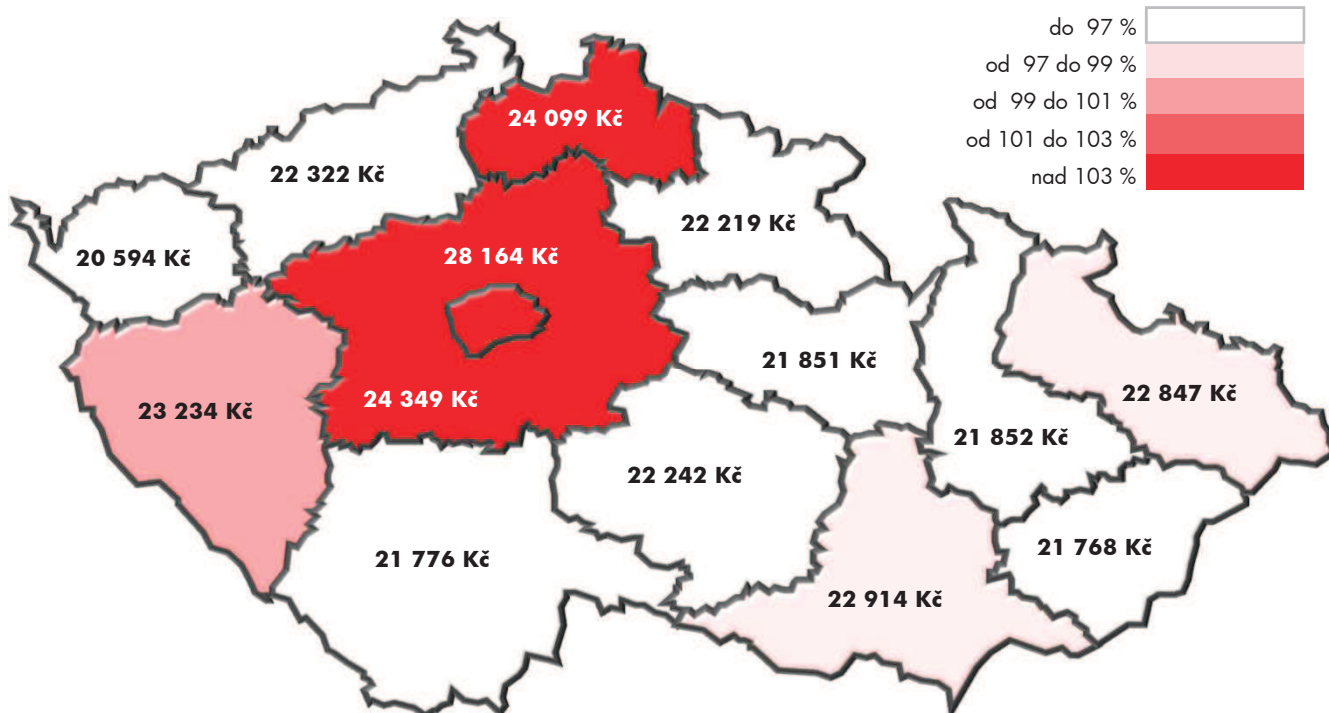 do 97 %
od 97 do 99 %
od 99 do 101 %
od 101 do 103 %
nad 103 %
24 099 Kč
22 322 Kč
22 219 Kč
20 594 Kč
28 164 Kč
21 851 Kč
22 847 Kč
24 349 Kč
23 234 Kč
21 852 Kč
22 242 Kč
21 768 Kč
21 776 Kč
22 914 Kč